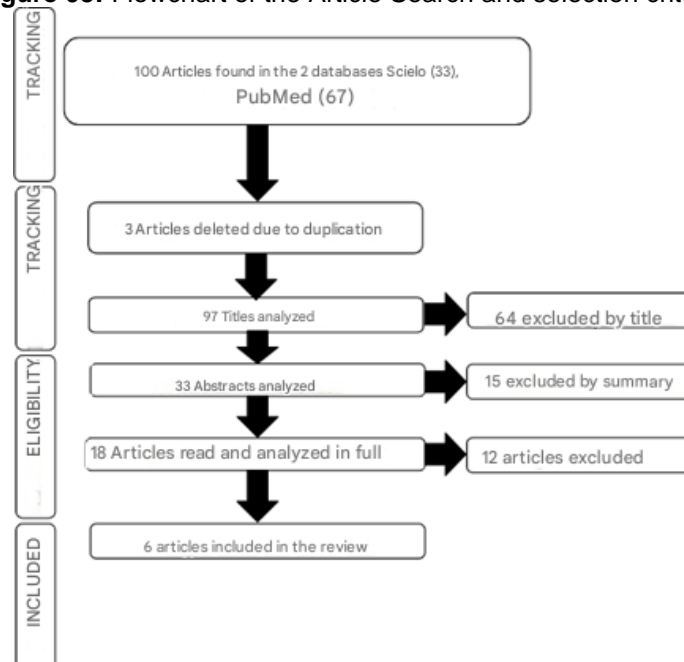 Flowchart of the Article Search and selection
TRACKING
100 Articles found in the 2 databases Scielo (33),
PubMed (67)
TRACKING
3 Articles deleted due to duplication
97 Titles analyzed
64 excluded by title
ELIGIBILITY
33 Abstracts analyzed
15 excluded by summary
18 Articles read and analyzed in full
12 articles excluded
INCLUDED
6 articles included in the review